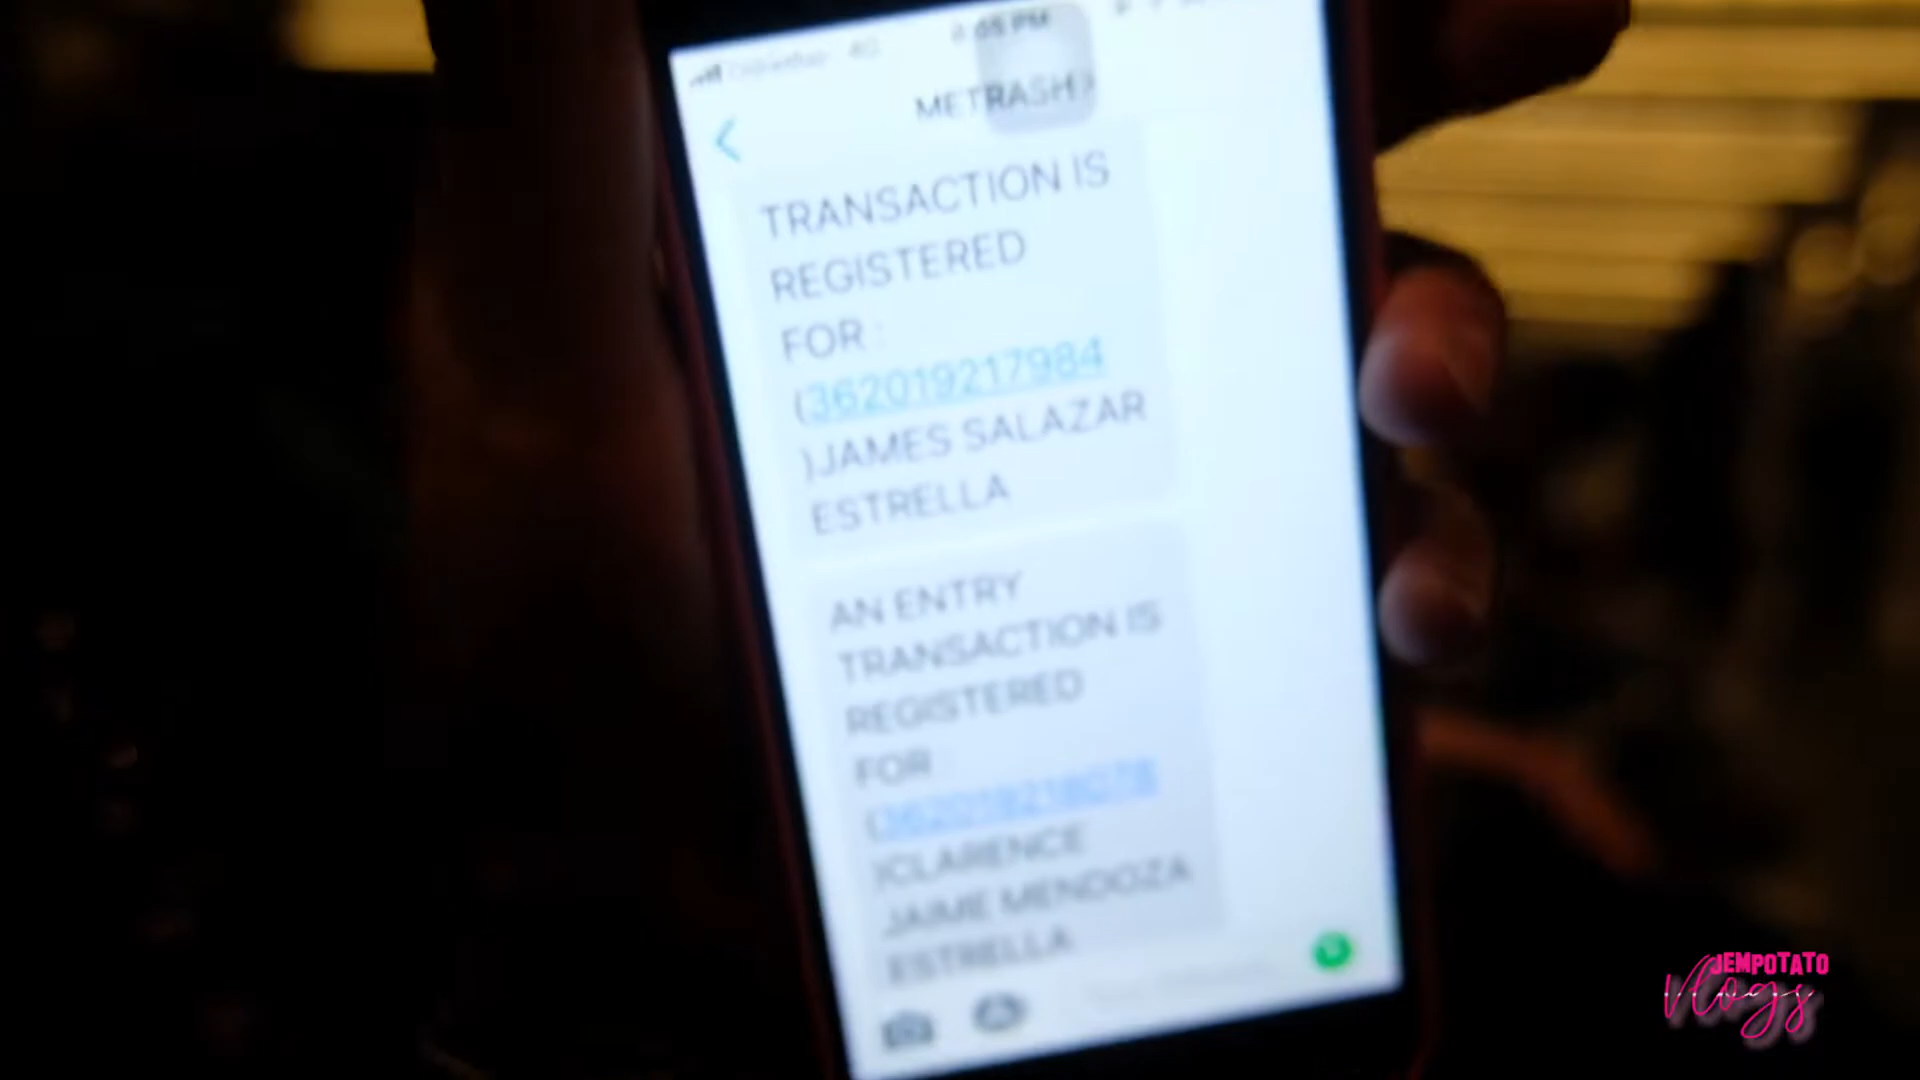 METRASH
TRANSACTION IS
REGISTERED
FOR :
(362019217984
)JAMES SALAZAR
ESTRELLA
AN ENTRY
TRANSACTION IS
REGISTERED
FOR
)CLARENCE
JAIME MENDOZA
ESTRELLA
JEMPOTATO
Vlogs